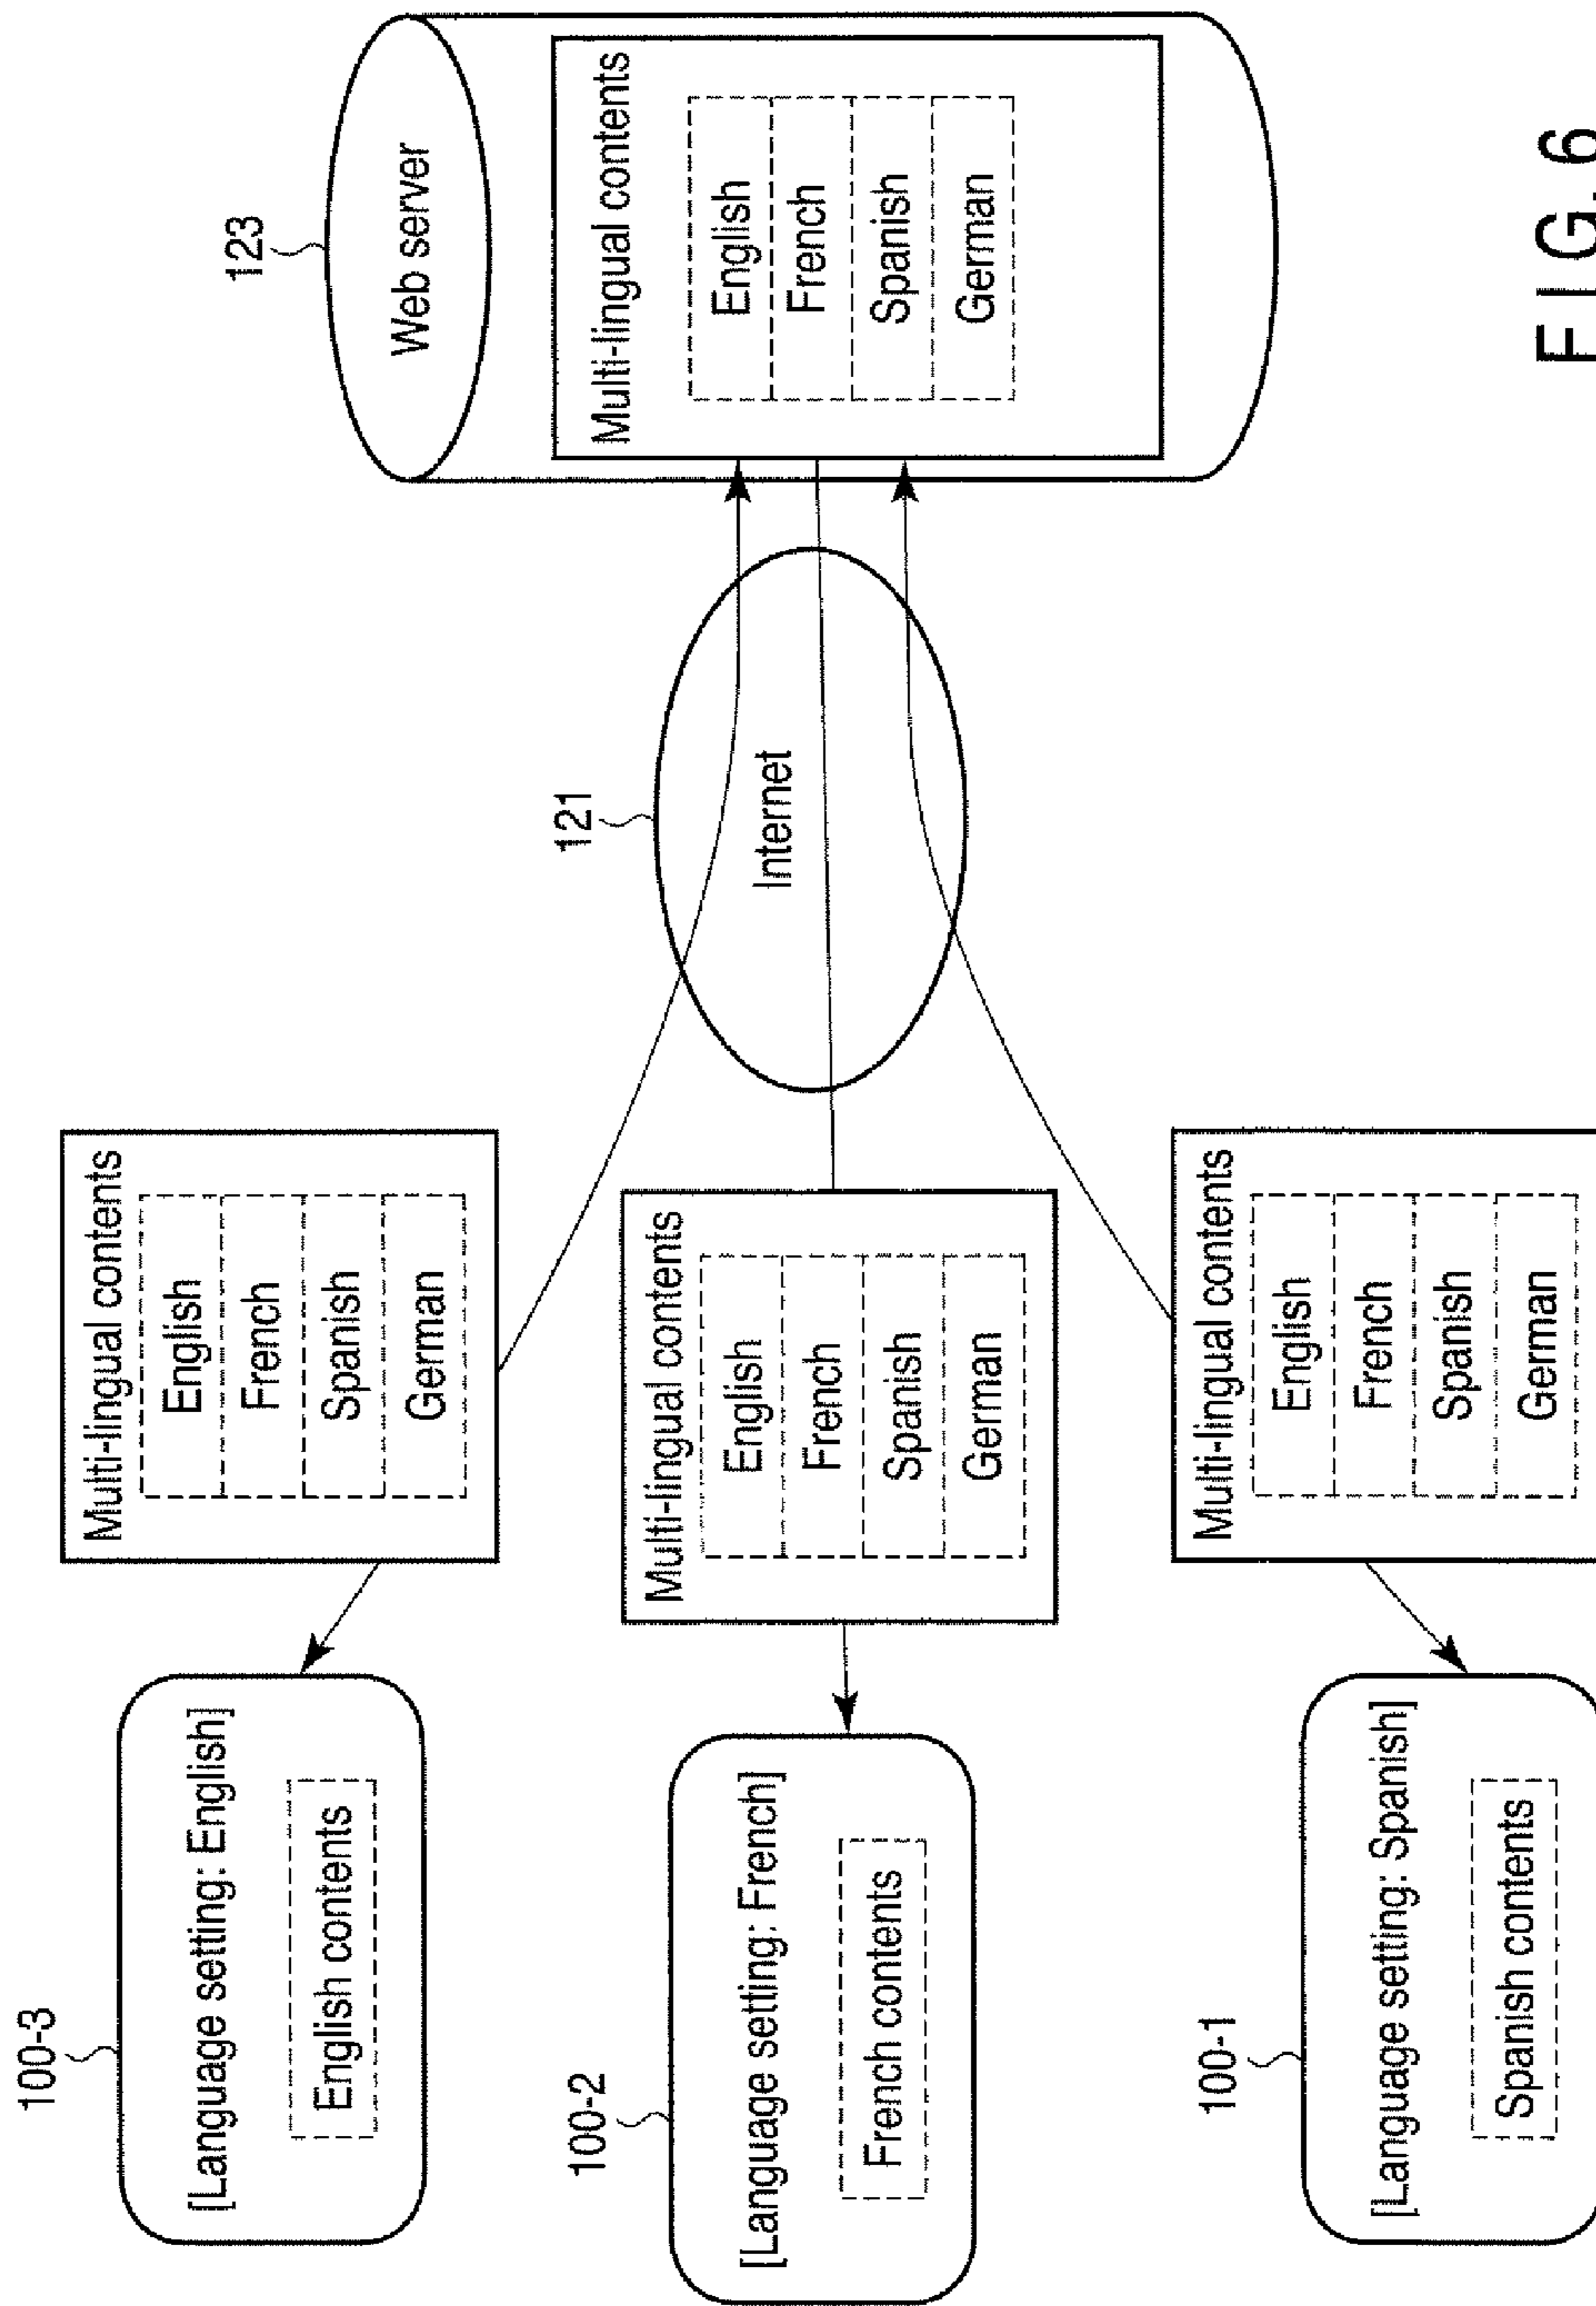 100-3
[Language setting: English]
English contents
Multi-lingual contents
English
French
Spanish
German
100-2
[Language setting: French]
French contents
Multi-lingual contents
English
French
Spanish
German
100-1
[Language setting: Spanish]
Spanish contents
Multi-lingual contents
English
French
Spanish
German
121
Internet
123
Web server
Multi-lingual contents
English
French
Spanish
German
FIG. 6